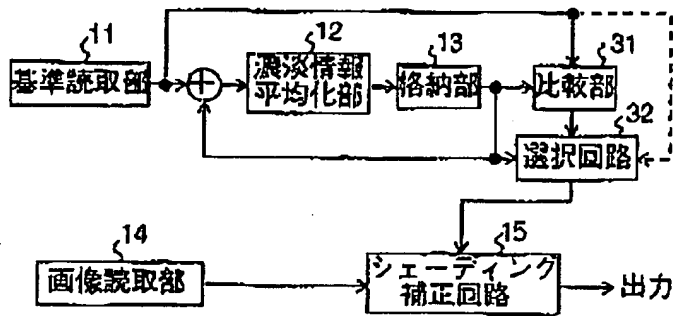 11
基準読取部
12
濃淡情報
平均化部
13
格納部
31
比較部
32
選択回路
14
画像読取部
15
シェーディング
補正回路
出力